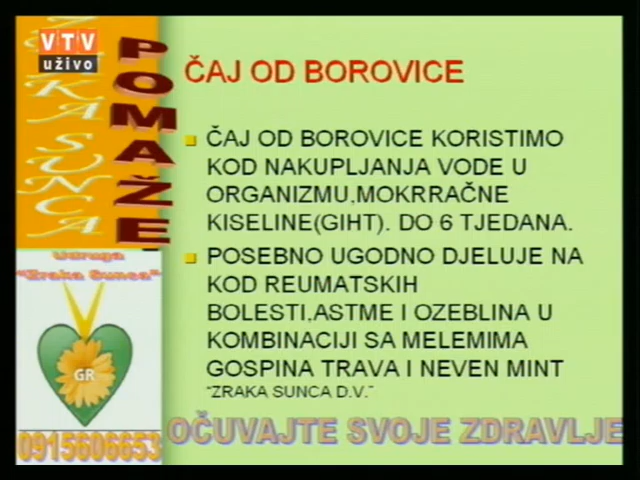 VTV
uživo
ZRAKA SUNCA
POMAŽE
ČAJ OD BOROVICE
ČAJ OD BOROVICE KORISTIMO
KOD NAKUPLJANJA VODE U
ORGANIZMU,MOKRRAČNE
KISELINE(GIHT). DO 6 TJEDANA.
POSEBNO UGODNO DJELUJE NA
KOD REUMATSKIH
BOLESTI,ASTME I OZEBLINA U
KOMBINACIJI SA MELEMIMA
GOSPINA TRAVA I NEVEN MINT
"ZRAKA SUNCA D.V."
Udruga
"Zraka Sunca"
GR
0915606653
OČUVAJTE SVOJE ZDRAVLJE